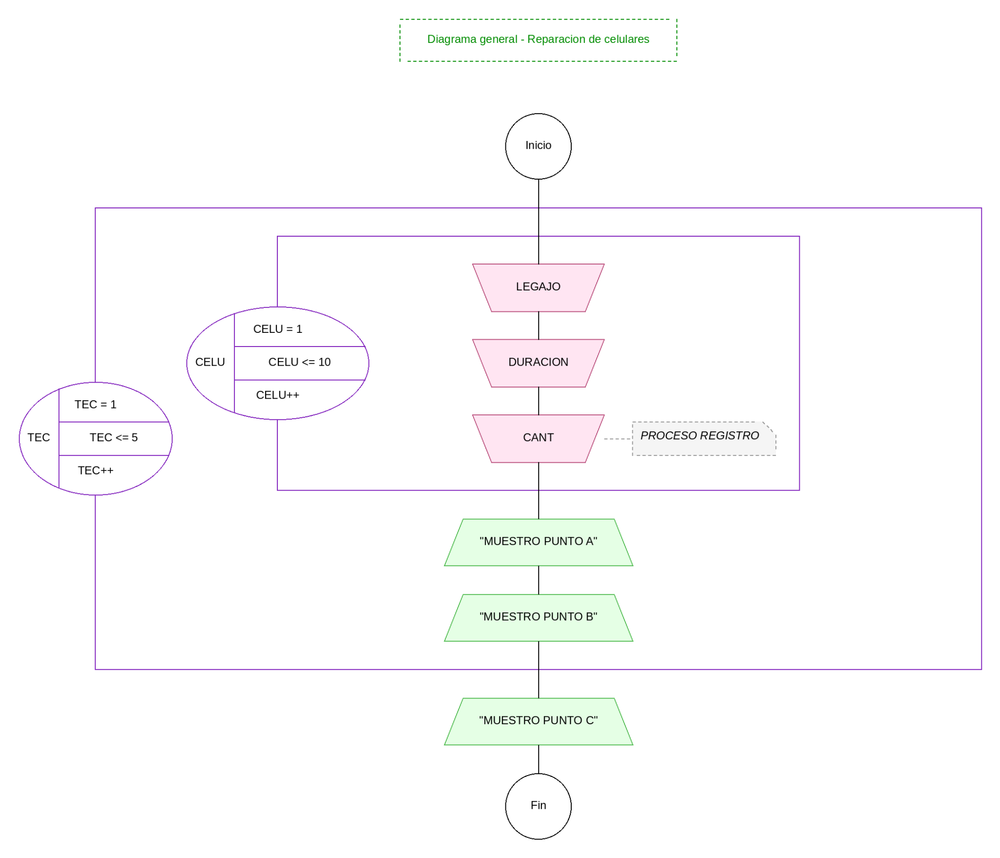 Diagrama general - Reparacion de celulares
Inicio
LEGAJO
CELU = 1
CELU
CELU <= 10
DURACION
CELU++
TEC = 1
TEC
TEC <= 5
CANT
PROCESO REGISTRO
TEC++
"MUESTRO PUNTO A"
"MUESTRO PUNTO B"
"MUESTRO PUNTO C"
Fin